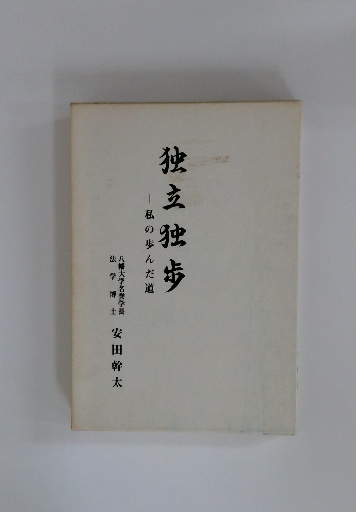 独立独歩
―私の歩んだ道
八幡大学名誉学長
法学博士
安田幹太